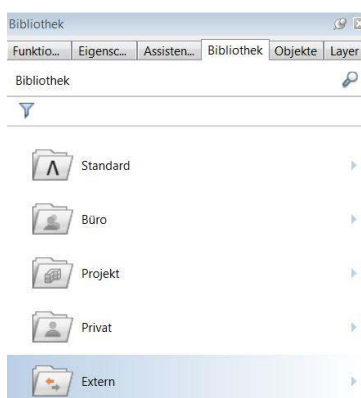 Bibliothek
Funktio... Eigensc... Assisten... Bibliothek Objekte Layer
Bibliothek
Standard
Büro
Projekt
Privat
Extern